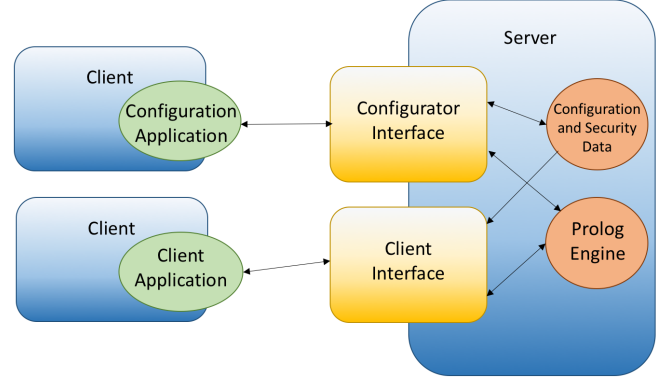 Server
Client
Configuration
Application
Configurator
Interface
Configuration
and Security
Data
Client
Client
Application
Client
Interface
Prolog
Engine